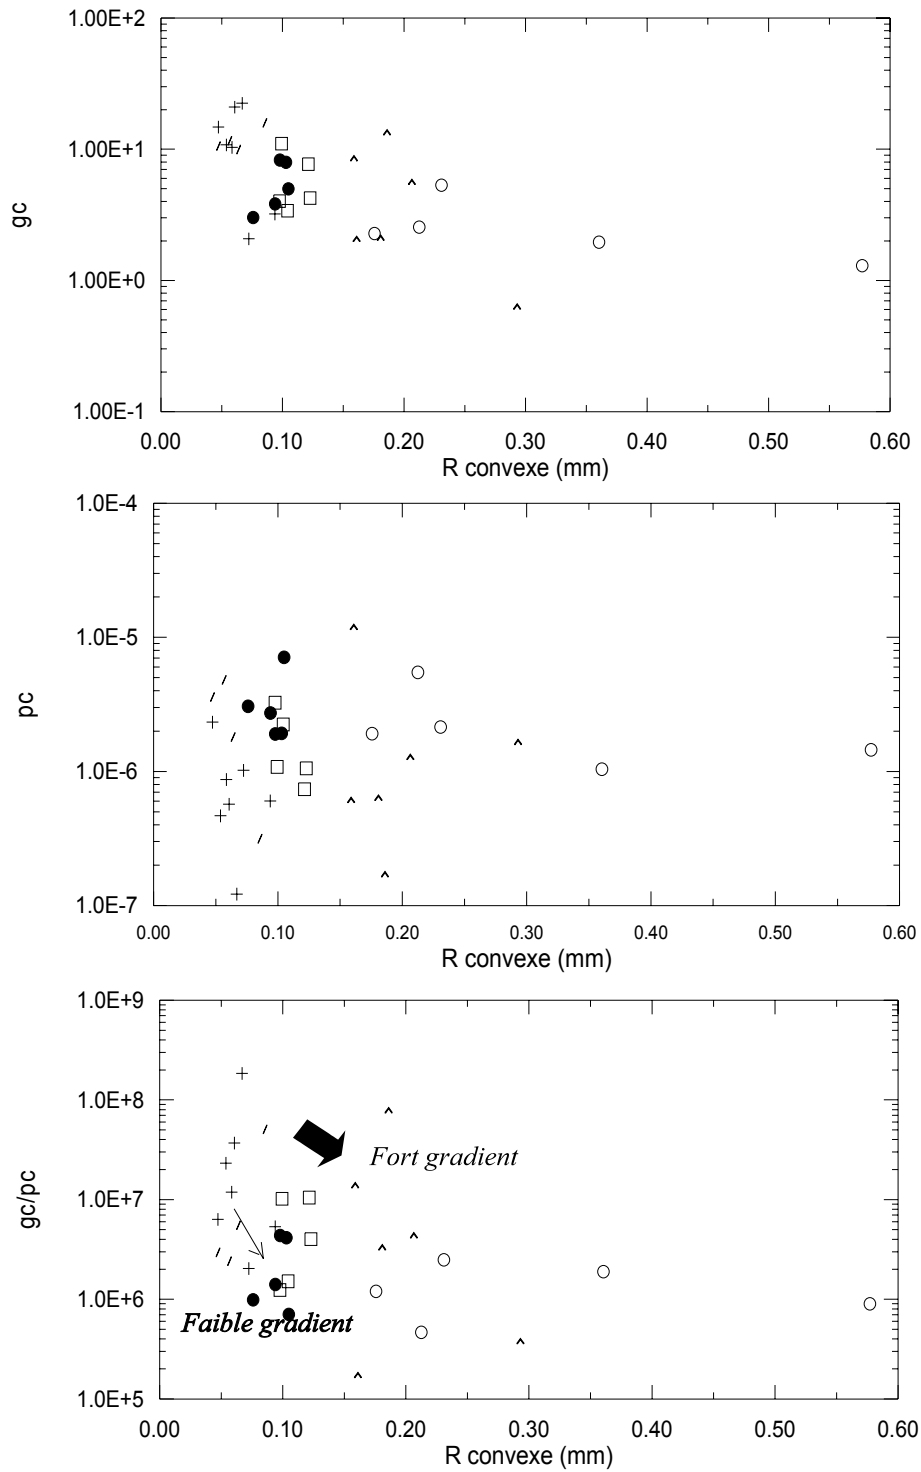 1.00E+2
1.00E+1
1.00E+0
1.00E-1
gc
0.00 0.10 0.20 0.30 0.40 0.50 0.60
R convexe (mm)
1.0E-4
1.0E-5
1.0E-6
1.0E-7
pc
0.00 0.10 0.20 0.30 0.40 0.50 0.60
R convexe (mm)
1.0E+9
1.0E+8
1.0E+7
1.0E+6
1.0E+5
gc/pc
Fort gradient
Faible gradient
0.00 0.10 0.20 0.30 0.40 0.50 0.60
R convexe (mm)